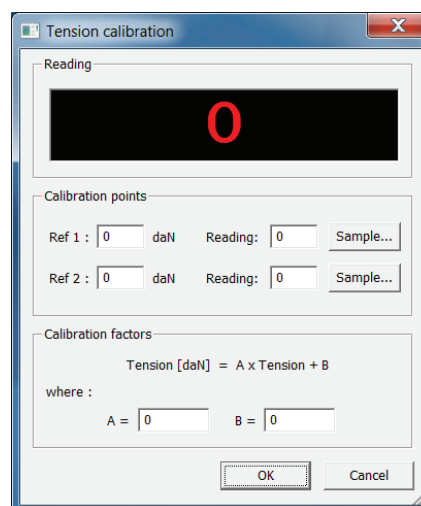 Tension calibration
Reading
0
Calibration points
Ref 1 : 0 daN Reading: 0 Sample...
Ref 2 : 0 daN Reading: 0 Sample...
Calibration factors
Tension [daN] = A x Tension + B
where :
A = 0 B = 0
OK Cancel